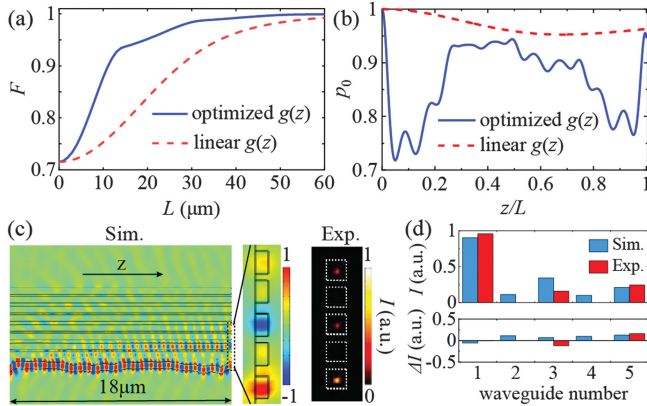 (a)
1
0.9
0.8
0.7
F
optimized g(z)
linear g(z)
0 10 20 30 40 50 60
L (μm)
(b)
1
0.9
0.8
0.7
p0
optimized g(z)
linear g(z)
0 0.2 0.4 0.6 0.8 1
z/L
(c)
Sim.
z
18μm
1
-1
Exp.
1
0
I (a.u.)
(d)
1
0.5
0
I (a.u.)
Sim.
Exp.
0.5
0
-0.5
ΔI (a.u.)
1 2 3 4 5
waveguide number